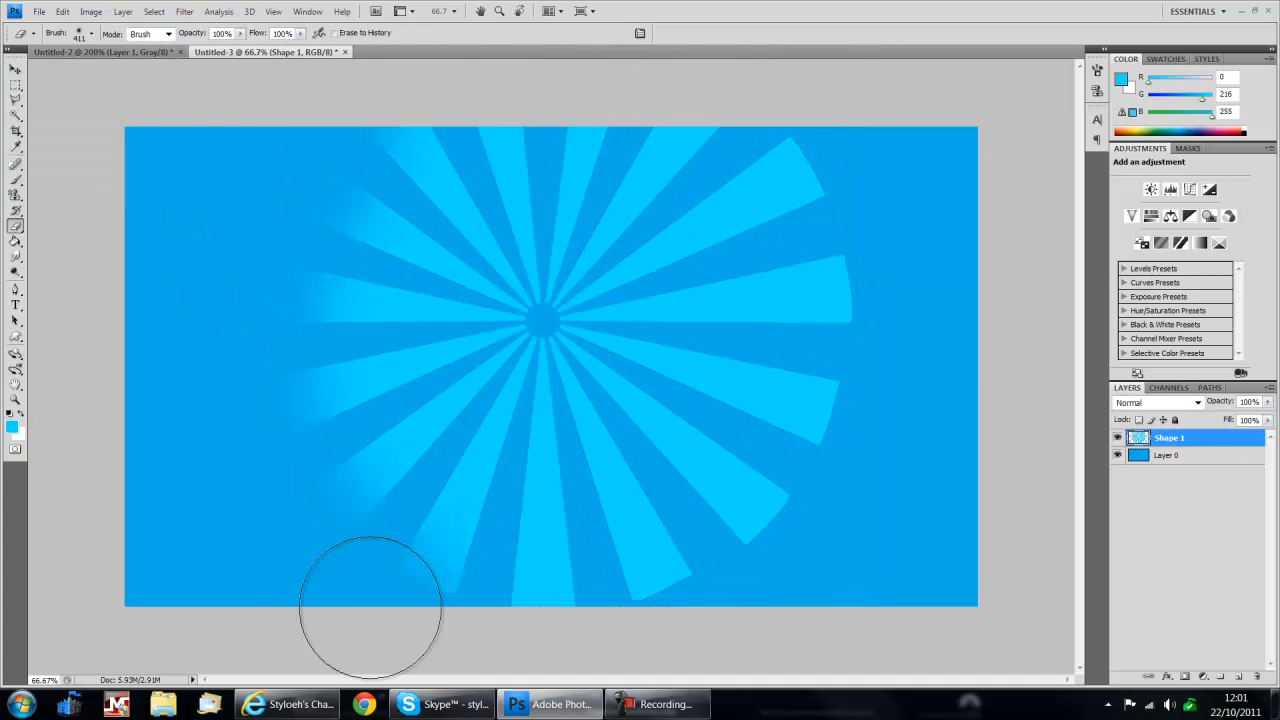 Ps File Edit Image Layer Select Filter Analysis 3D View Window Help Br 66.7 ESSENTIALS
Brush: 411 Mode: Brush Opacity: 100% Flow: 100% Erase to History
Untitled-2 @ 200% (Layer 1, Gray/8) * × Untitled-3 @ 66.7% (Shape 1, RGB/8) * ×
COLOR SWATCHES STYLES
R 0
G 216
B 255
ADJUSTMENTS MASKS
Add an adjustment
Levels Presets
Curves Presets
Exposure Presets
Hue/Saturation Presets
Black & White Presets
Channel Mixer Presets
Selective Color Presets
LAYERS CHANNELS PATHS
Normal Opacity: 100%
Lock: Fill: 100%
Shape 1
Layer 0
66.67% Doc: 5.93M/2.91M
Styloeh's Cha... Skype™ - styl... Ps Adobe Phot... Recording... 12:01
22/10/2011